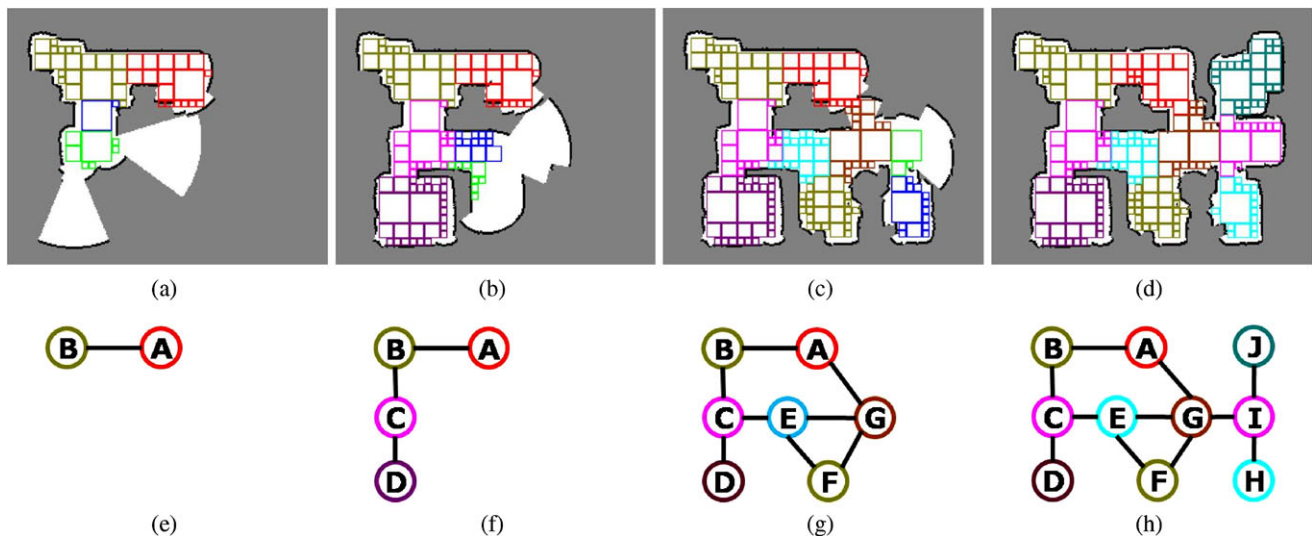 (a) (b) (c) (d)
B A
B A
C
D
B A
C E G
D F
B A J
C E G I
D F H
(e) (f) (g) (h)